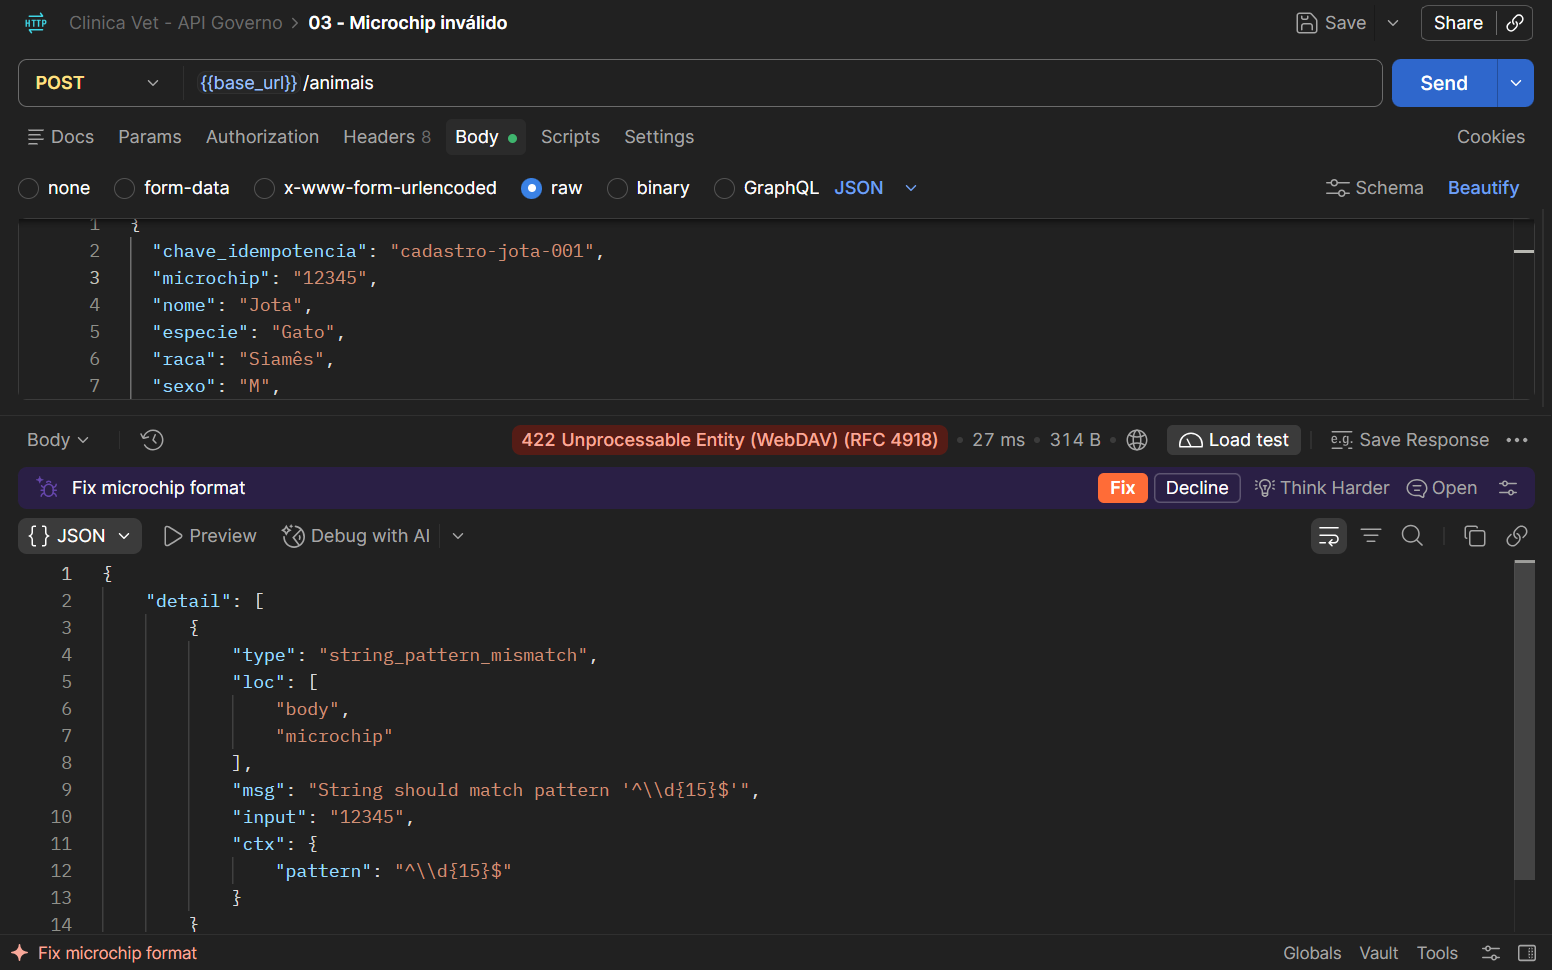 HTTP Clinica Vet - API Governo > 03 - Microchip inválido Save Share
POST {{base_url}} /animais Send
Docs Params Authorization Headers 8 Body Scripts Settings Cookies
none form-data x-www-form-urlencoded raw binary GraphQL JSON Schema Beautify
1 {
2 "chave_idempotencia": "cadastro-jota-001",
3 "microchip": "12345",
4 "nome": "Jota",
5 "especie": "Gato",
6 "raca": "Siamês",
7 "sexo": "M",
Body 422 Unprocessable Entity (WebDAV) (RFC 4918) • 27 ms • 314 B • Load test e.g. Save Response
Fix microchip format Fix Decline Think Harder Open
{} JSON Preview Debug with AI
1 {
2 "detail": [
3 {
4 "type": "string_pattern_mismatch",
5 "loc": [
6 "body",
7 "microchip"
8 ],
9 "msg": "String should match pattern '^\\d{15}$'",
10 "input": "12345",
11 "ctx": {
12 "pattern": "^\\d{15}$"
13 }
14 }
Fix microchip format Globals Vault Tools